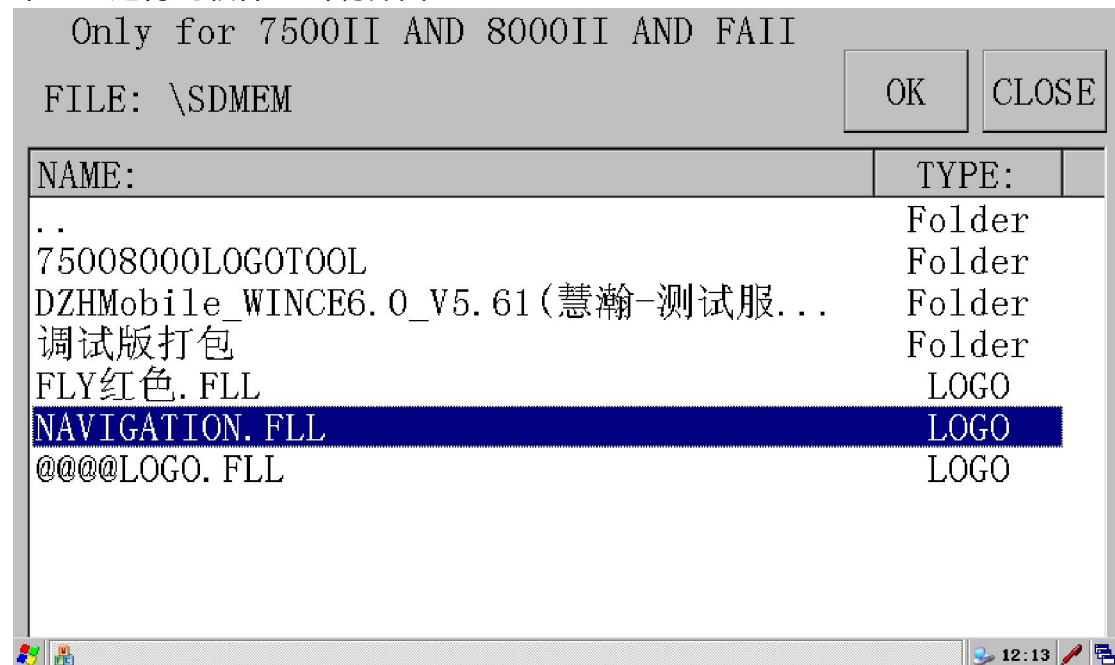 Only for 7500II AND 8000II AND FAII
FILE: \SDMEM
OK
CLOSE
NAME:
TYPE:
.. Folder
75008000LOGOTOOL Folder
DZHMobile_WINCE6.0_V5.61(慧瀚-测试服... Folder
调试版打包 Folder
FLY红色.FLL LOGO
NAVIGATION.FLL LOGO
@@@@LOGO.FLL LOGO
12:13